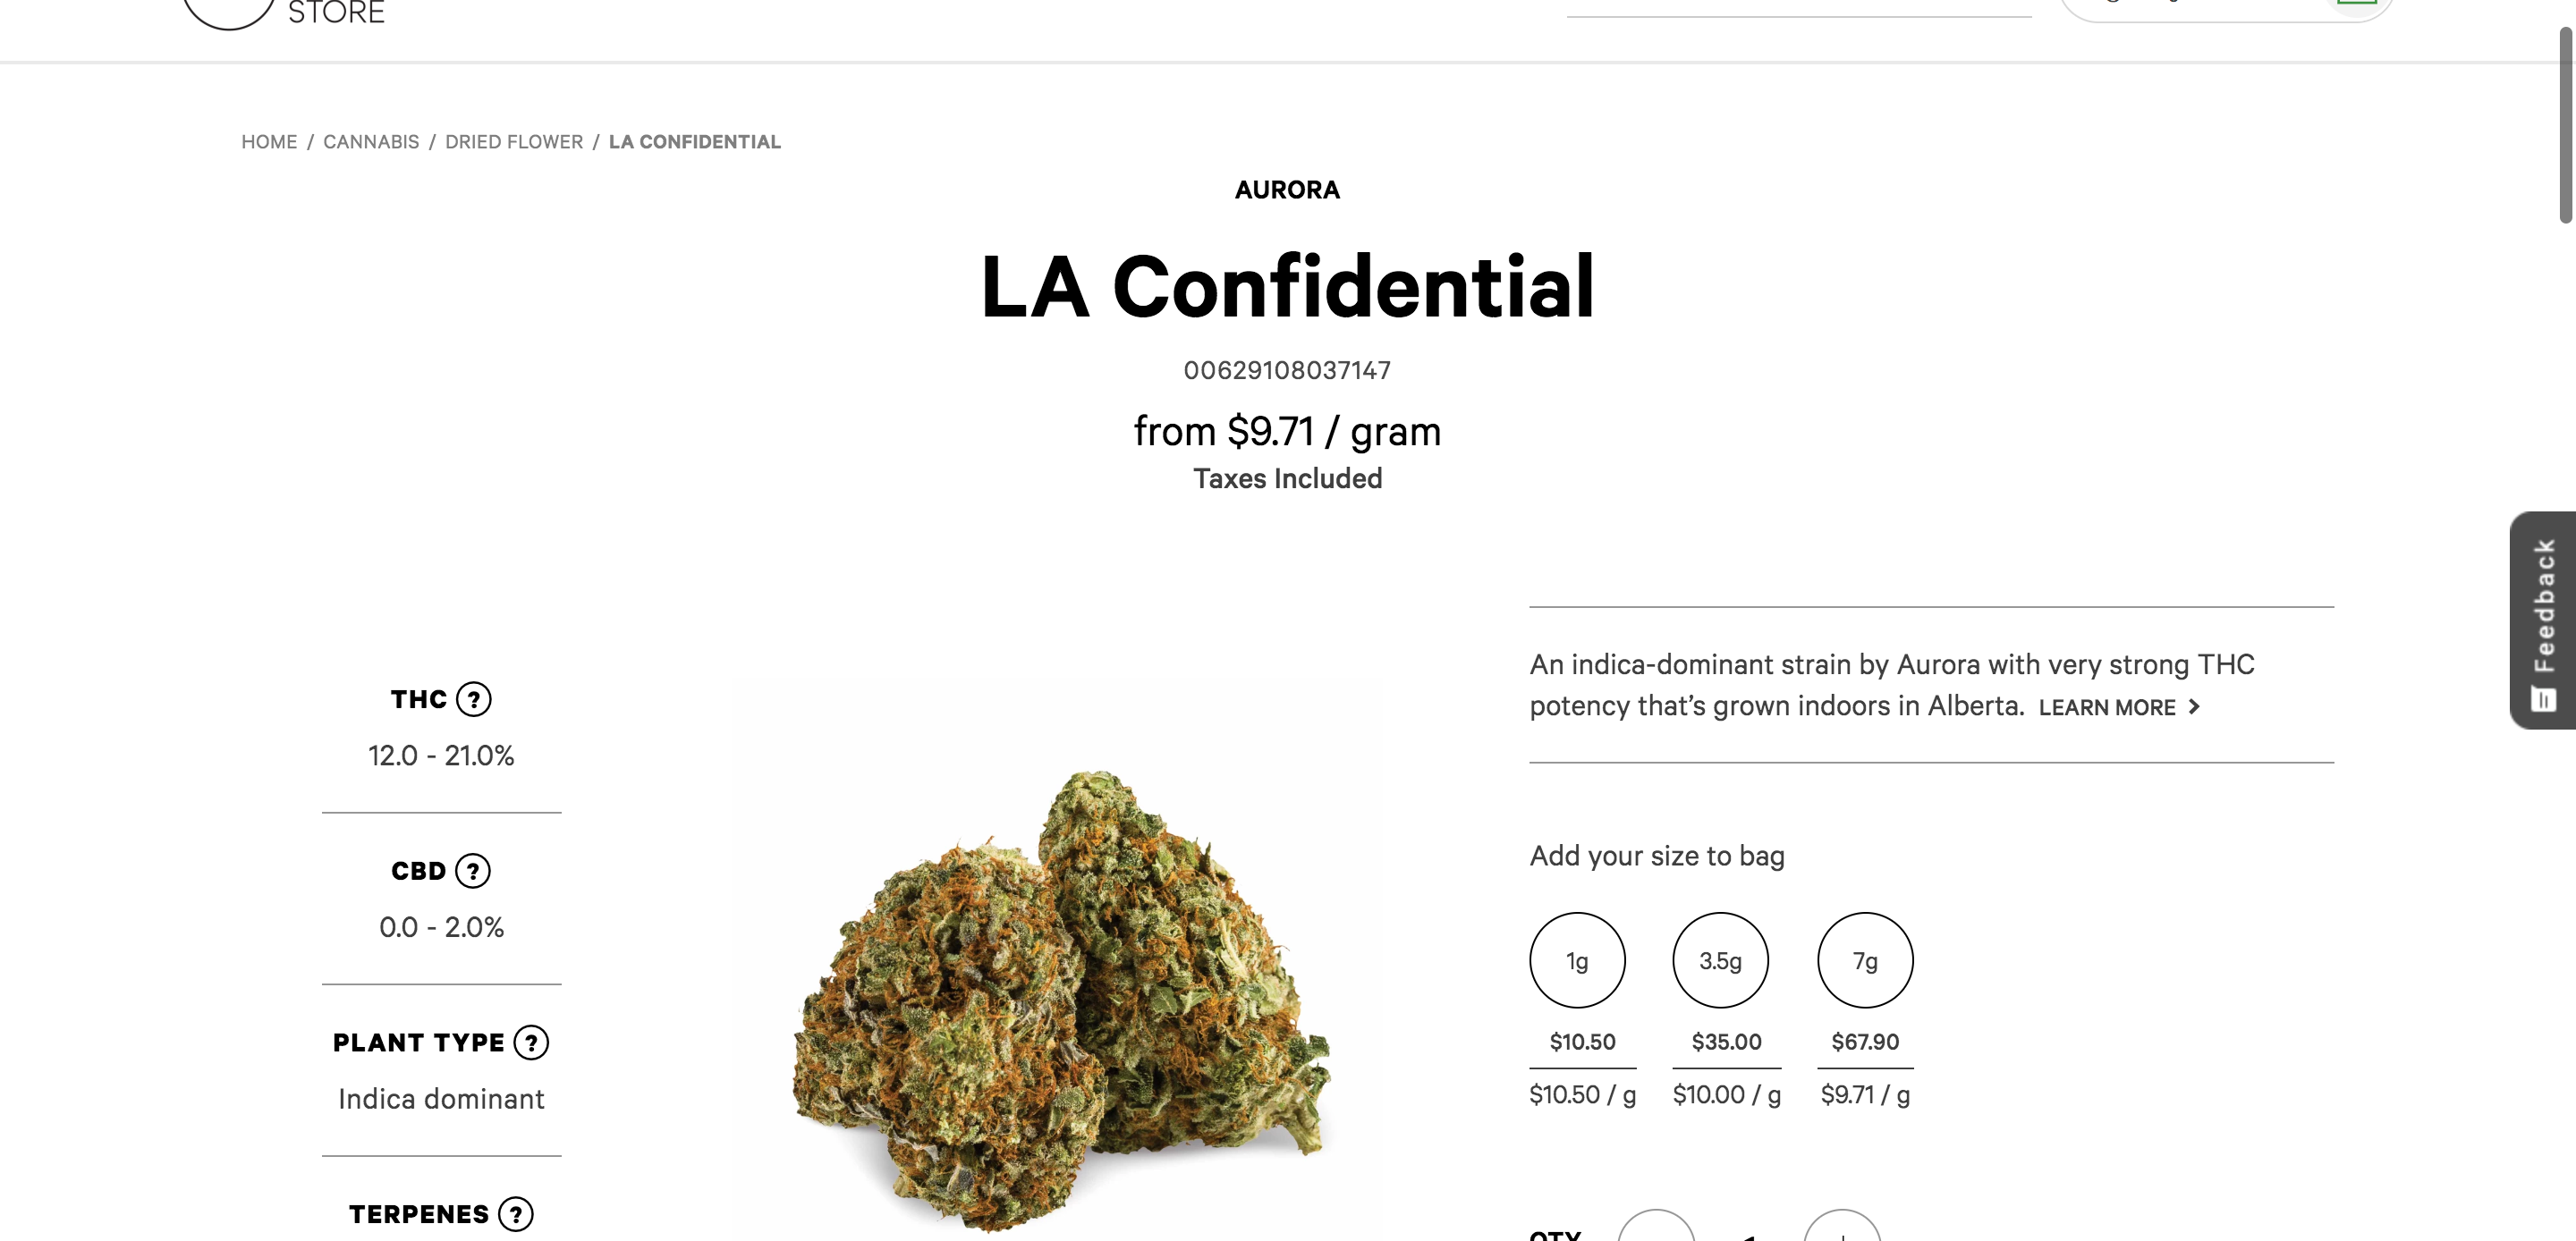 STORE
HOME / CANNABIS / DRIED FLOWER / LA CONFIDENTIAL
AURORA
LA Confidential
00629108037147
from $9.71 / gram
Taxes Included
Feedback
THC ?
12.0 - 21.0%
CBD ?
0.0 - 2.0%
PLANT TYPE ?
Indica dominant
TERPENES ?
An indica-dominant strain by Aurora with very strong THC
potency that’s grown indoors in Alberta. LEARN MORE >
Add your size to bag
1g 3.5g 7g
$10.50 $35.00 $67.90
$10.50 / g $10.00 / g $9.71 / g
QTY